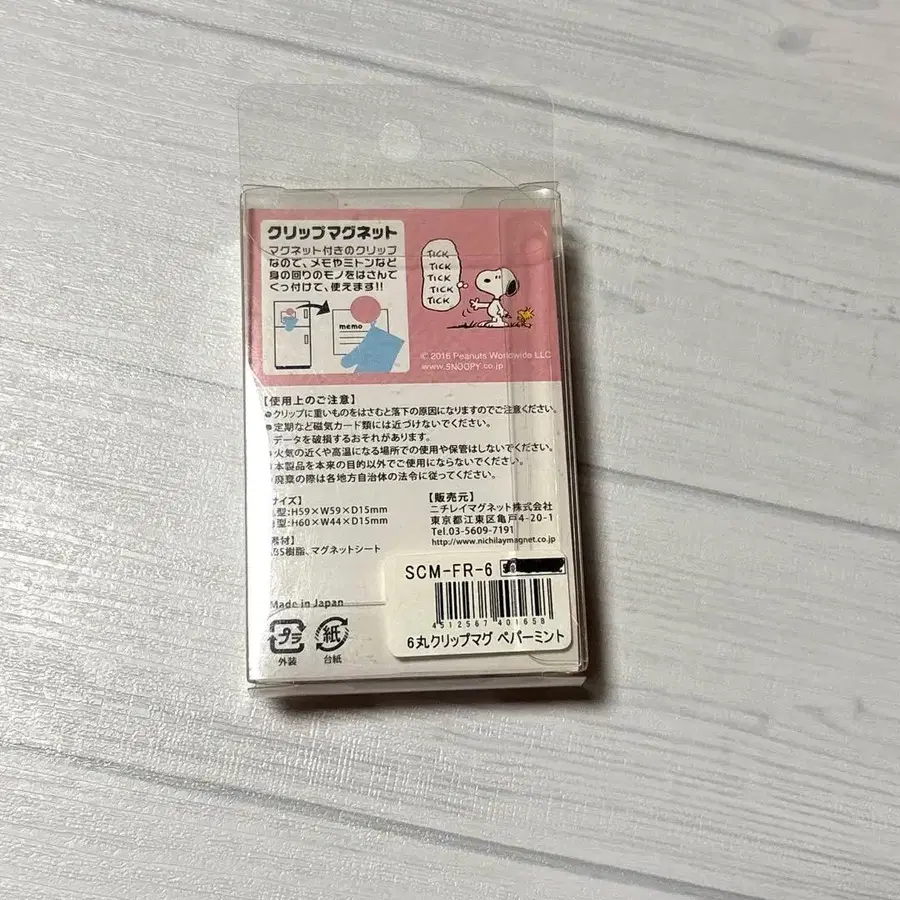 クリップマグネット
マグネット付きのクリップ
なので、メモやミトンなど
身の回りのモノをはさんで
くっ付けて、使えます!!
memo
TICK
TICK
TICK
TICK
TICK
© 2016 Peanuts Worldwide LLC
www.SNOOPY.co.jp
【使用上のご注意】
●クリップに重いものをはさむと落下の原因になりますのでご注意ください。
●定期など磁気カード類には近づけないでください。
データを破損するおそれがあります。
●火気の近くや高温になる場所での使用や保管はしないでください。
本製品を本来の目的以外でご使用にならないでください。
廃棄の際は各地方自治体の法令に従ってください。
サイズ】
型:H59×W59×D15mm
型:H60×W44×D15mm
素材】
BS樹脂、マグネットシート
【販売元】
ニチレイマグネット株式会社
東京都江東区亀戸4-20-1
Tel.03-5609-7191
http://www.nichilaymagnet.co.jp
SCM-FR-6
4512567 401658
6丸クリップマグ ペパーミント
Made in Japan
プラ
外装
紙
台紙